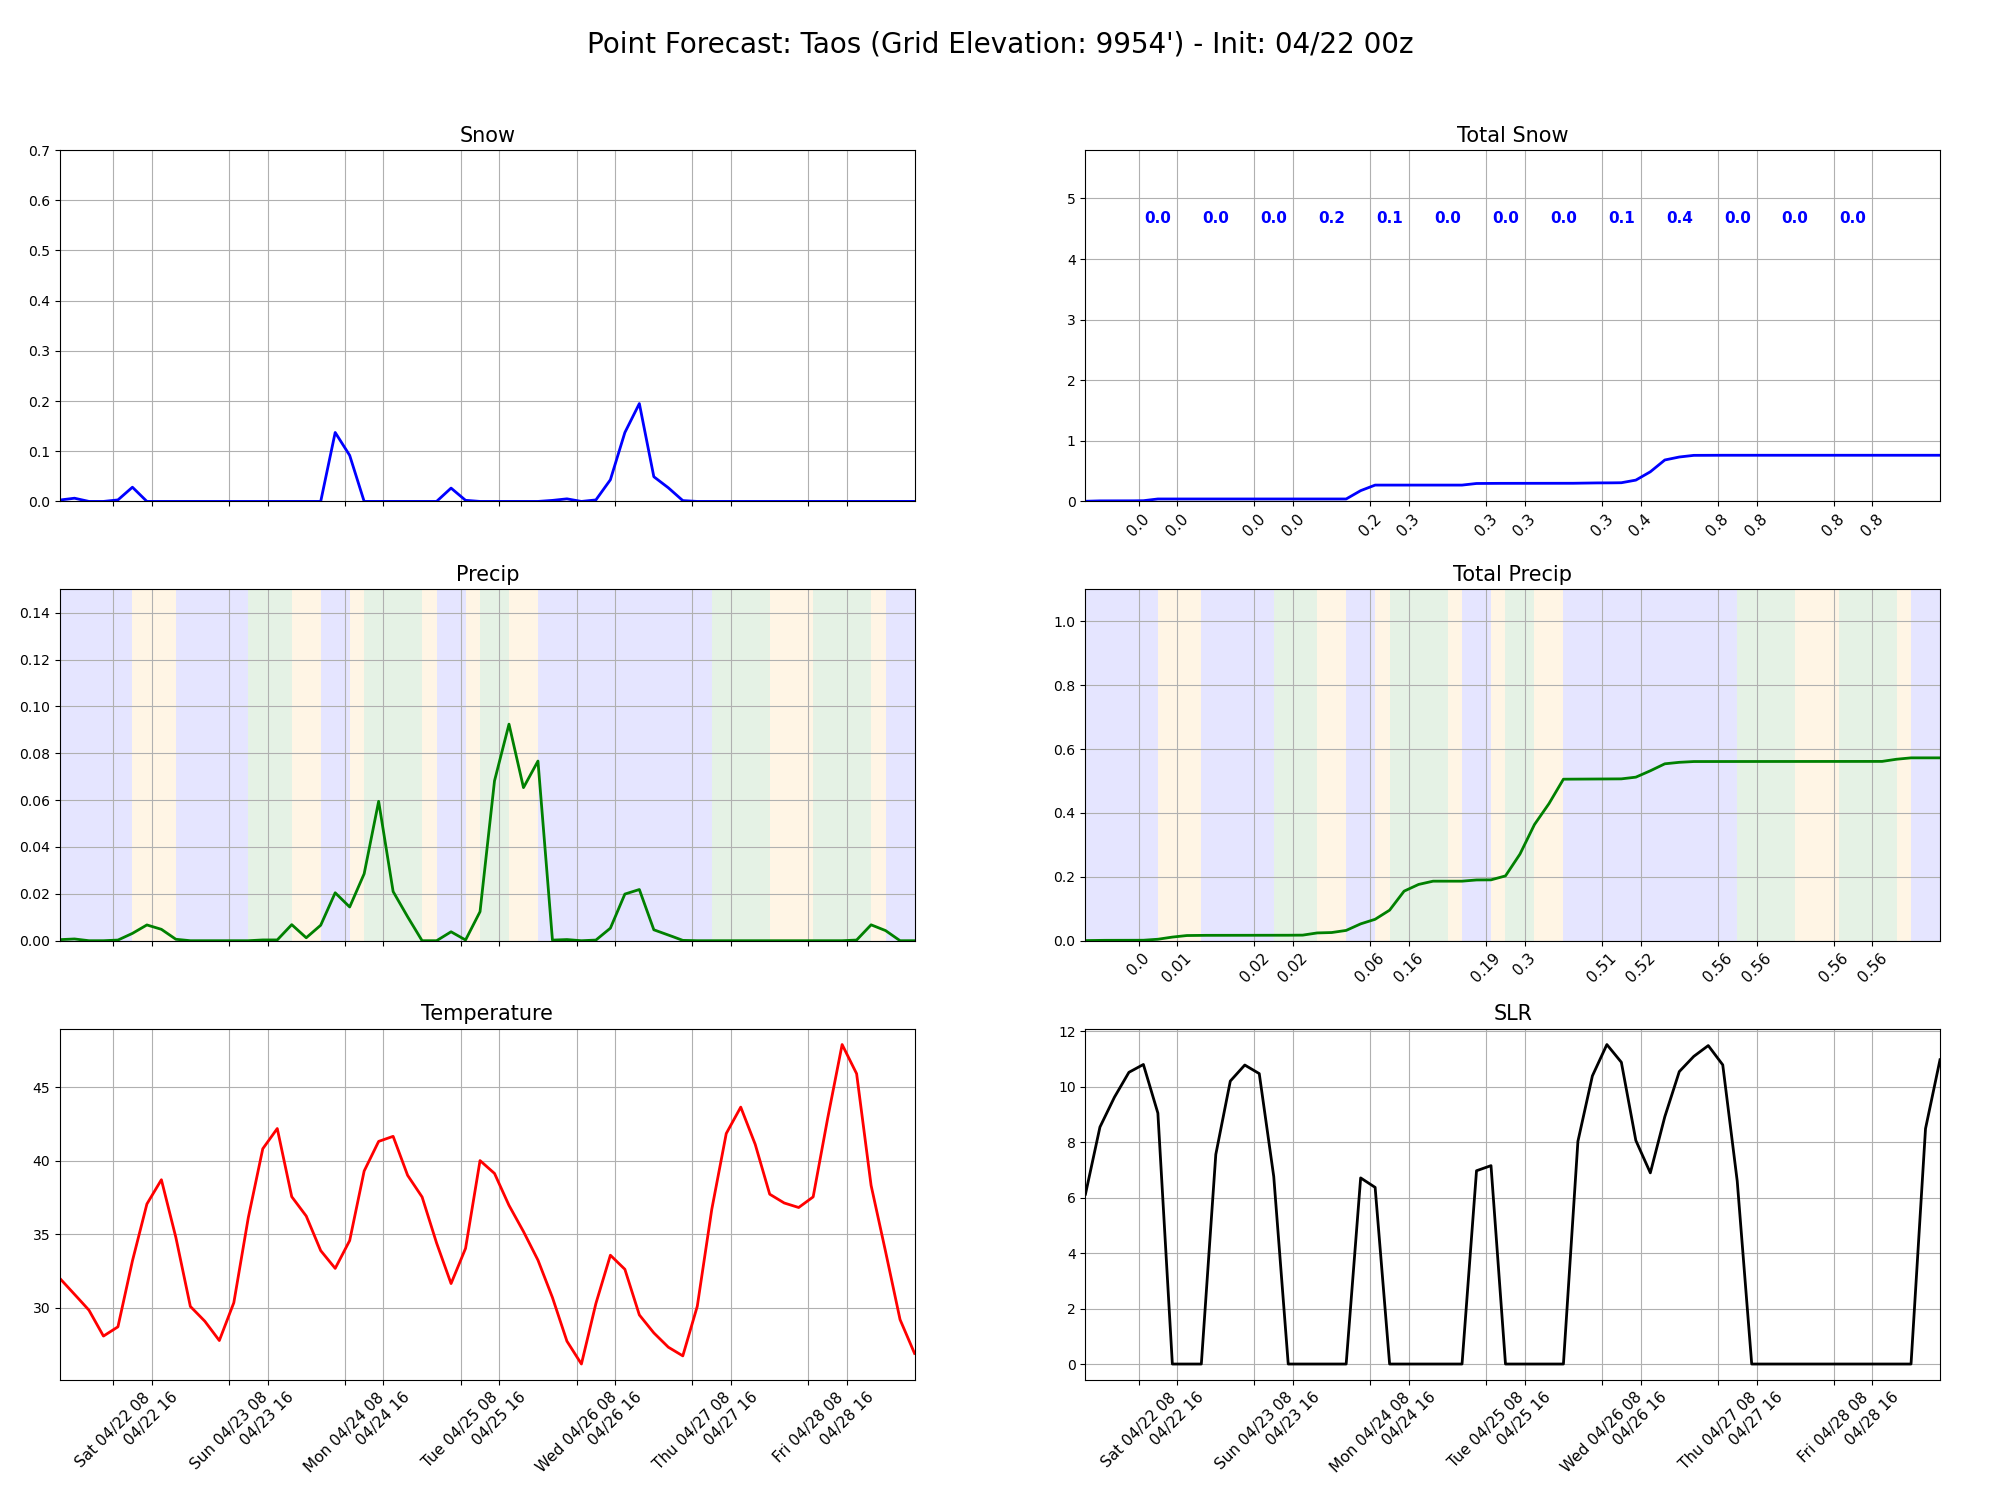 Point Forecast: Taos (Grid Elevation: 9954') - Init: 04/22 00z
Snow
0.7
0.6
0.5
0.4
0.3
0.2
0.1
0.0
Total Snow
5
4
3
2
1
0
0.0 0.0 0.0 0.2 0.1 0.0 0.0 0.0 0.1 0.4 0.0 0.0 0.0
0.0 0.0 0.0 0.0 0.2 0.3 0.3 0.3 0.3 0.4 0.8 0.8 0.8 0.8
Precip
0.14
0.12
0.10
0.08
0.06
0.04
0.02
0.00
Total Precip
1.0
0.8
0.6
0.4
0.2
0.0
0.0 0.01 0.02 0.02 0.06 0.16 0.19 0.3 0.51 0.52 0.56 0.56 0.56 0.56
Temperature
45
40
35
30
Sat 04/22 08
04/22 16
Sun 04/23 08
04/23 16
Mon 04/24 08
04/24 16
Tue 04/25 08
04/25 16
Wed 04/26 08
04/26 16
Thu 04/27 08
04/27 16
Fri 04/28 08
04/28 16
SLR
12
10
8
6
4
2
0
Sat 04/22 08
04/22 16
Sun 04/23 08
04/23 16
Mon 04/24 08
04/24 16
Tue 04/25 08
04/25 16
Wed 04/26 08
04/26 16
Thu 04/27 08
04/27 16
Fri 04/28 08
04/28 16